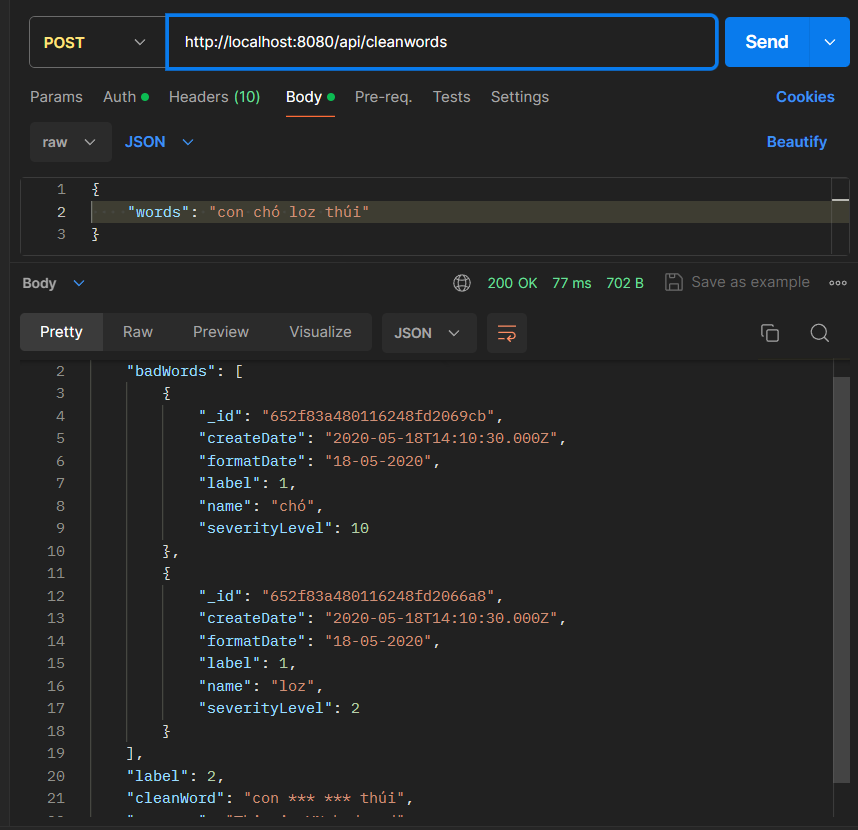 POST http://localhost:8080/api/cleanwords Send
Params Auth Headers (10) Body Pre-req. Tests Settings Cookies
raw JSON Beautify
1 {
2 "words": "con chó loz thúi"
3 }
Body 200 OK 77 ms 702 B Save as example
Pretty Raw Preview Visualize JSON
2 "badWords": [
3 {
4 "_id": "652f83a480116248fd2069cb",
5 "createDate": "2020-05-18T14:10:30.000Z",
6 "formatDate": "18-05-2020",
7 "label": 1,
8 "name": "chó",
9 "severityLevel": 10
10 },
11 {
12 "_id": "652f83a480116248fd2066a8",
13 "createDate": "2020-05-18T14:10:30.000Z",
14 "formatDate": "18-05-2020",
15 "label": 1,
16 "name": "loz",
17 "severityLevel": 2
18 }
19 ],
20 "label": 2,
21 "cleanWord": "con *** *** thúi",